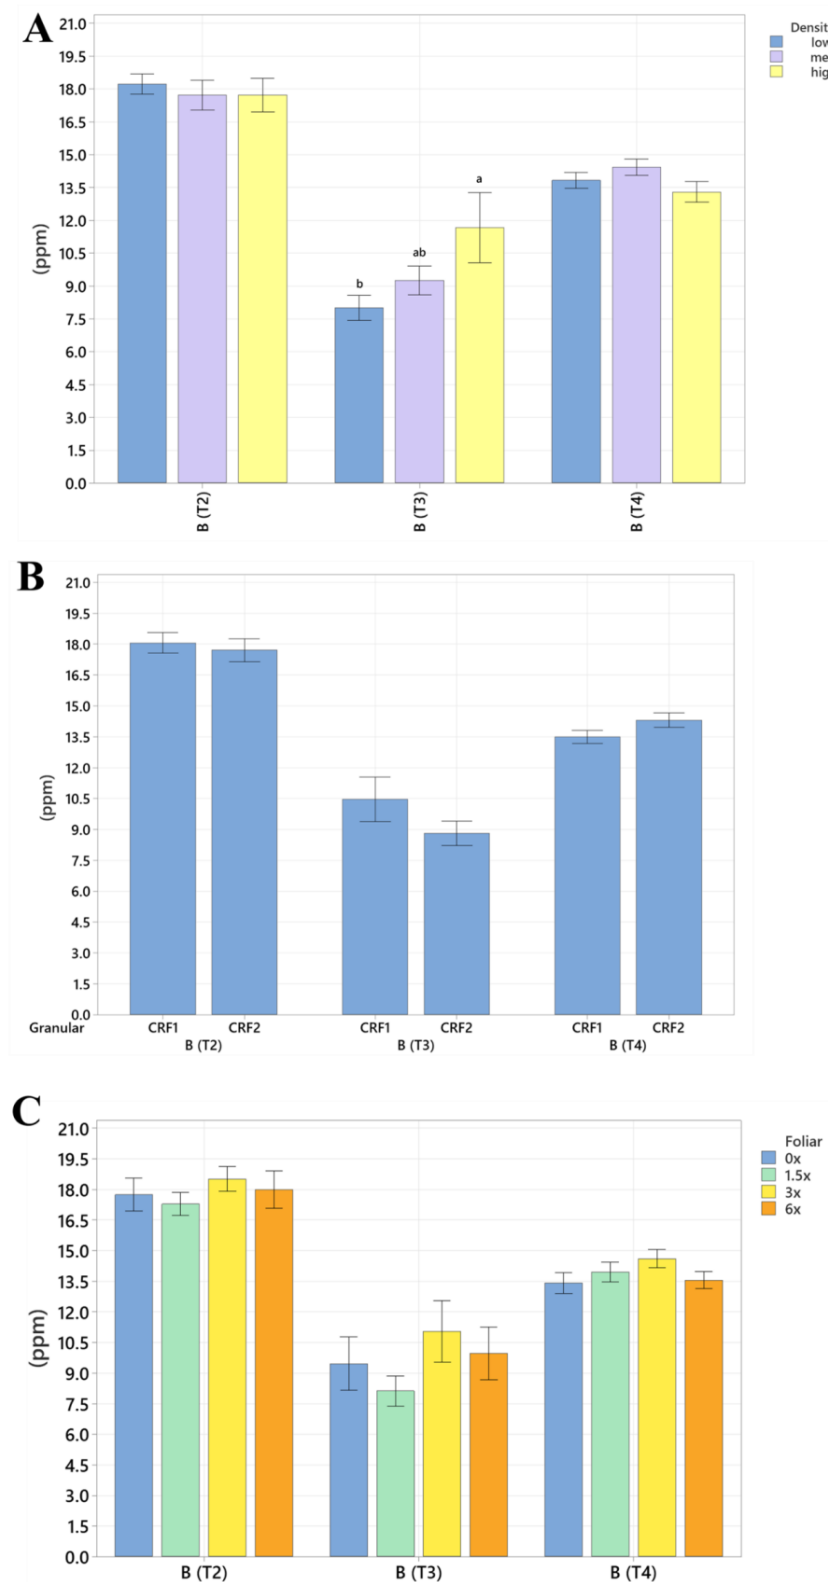 A
Densit
low
me
hig
21.0
19.5
18.0
16.5
15.0
13.5
12.0
10.5
9.0
7.5
6.0
4.5
3.0
1.5
0.0
(ppm)
b
ab
a
B (T2)
B (T3)
B (T4)
B
21.0
19.5
18.0
16.5
15.0
13.5
12.0
10.5
9.0
7.5
6.0
4.5
3.0
1.5
0.0
(ppm)
Granular CRF1 CRF2 CRF1 CRF2 CRF1 CRF2
B (T2) B (T3) B (T4)
C
Foliar
0x
1.5x
3x
6x
21.0
19.5
18.0
16.5
15.0
13.5
12.0
10.5
9.0
7.5
6.0
4.5
3.0
1.5
0.0
(ppm)
B (T2) B (T3) B (T4)